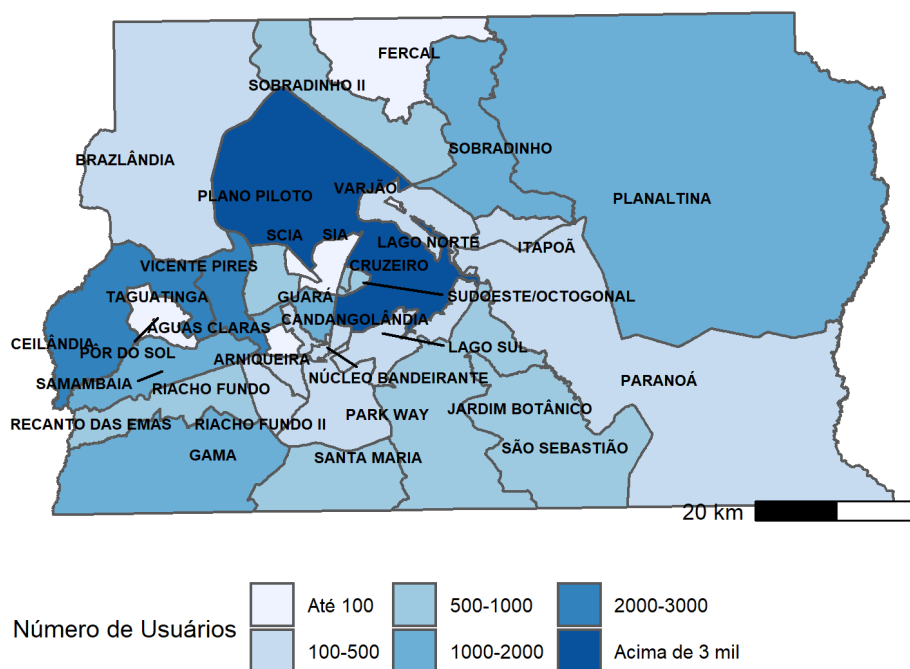 FERCAL
SOBRADINHO II
SOBRADINHO
BRAZLÂNDIA
VARJÃO
PLANO PILOTO
PLANALTINA
SCIA
SIA
LAGO NORTE
ITAPOÃ
VICENTE PIRES
CRUZEIRO
TAGUATINGA
GUARÁ
SUDOESTE/OCTOGONAL
ÁGUAS CLARAS
CANDANGOLÂNDIA
CEILÂNDIA
PÔR DO SOL
LAGO SUL
ARNIQUEIRA
SAMAMBAIA
RIACHO FUNDO
NÚCLEO BANDEIRANTE
PARANOÁ
RECANTO DAS EMAS
RIACHO FUNDO II
PARK WAY
JARDIM BOTÂNICO
GAMA
SANTA MARIA
SÃO SEBASTIÃO
20 km
Número de Usuários
Até 100
500-1000
2000-3000
100-500
1000-2000
Acima de 3 mil